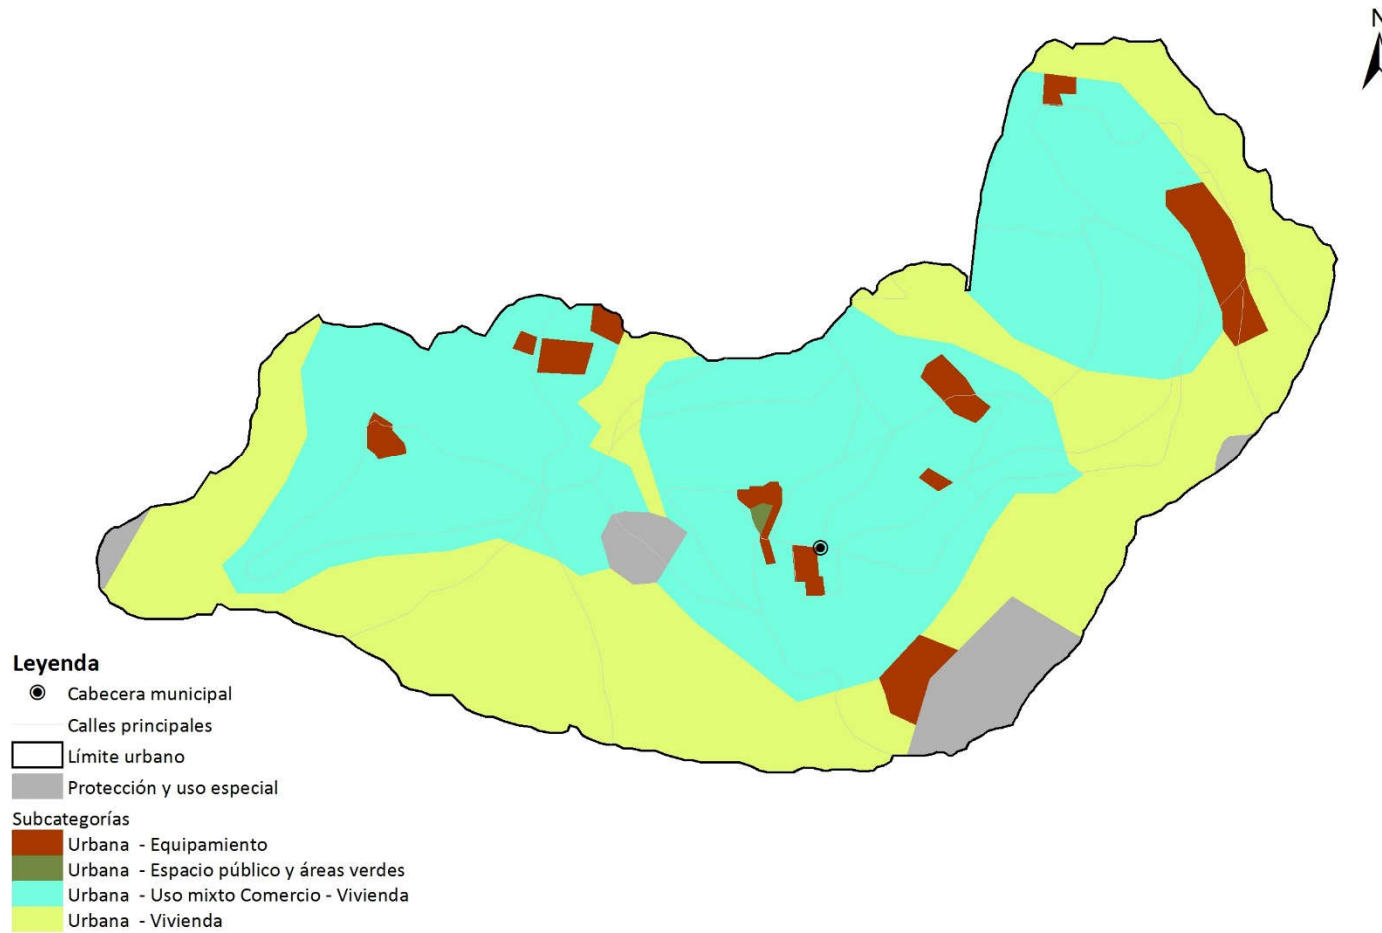 N
Leyenda
Cabecera municipal
Calles principales
Límite urbano
Protección y uso especial
Subcategorías
Urbana - Equipamiento
Urbana - Espacio público y áreas verdes
Urbana - Uso mixto Comercio - Vivienda
Urbana - Vivienda